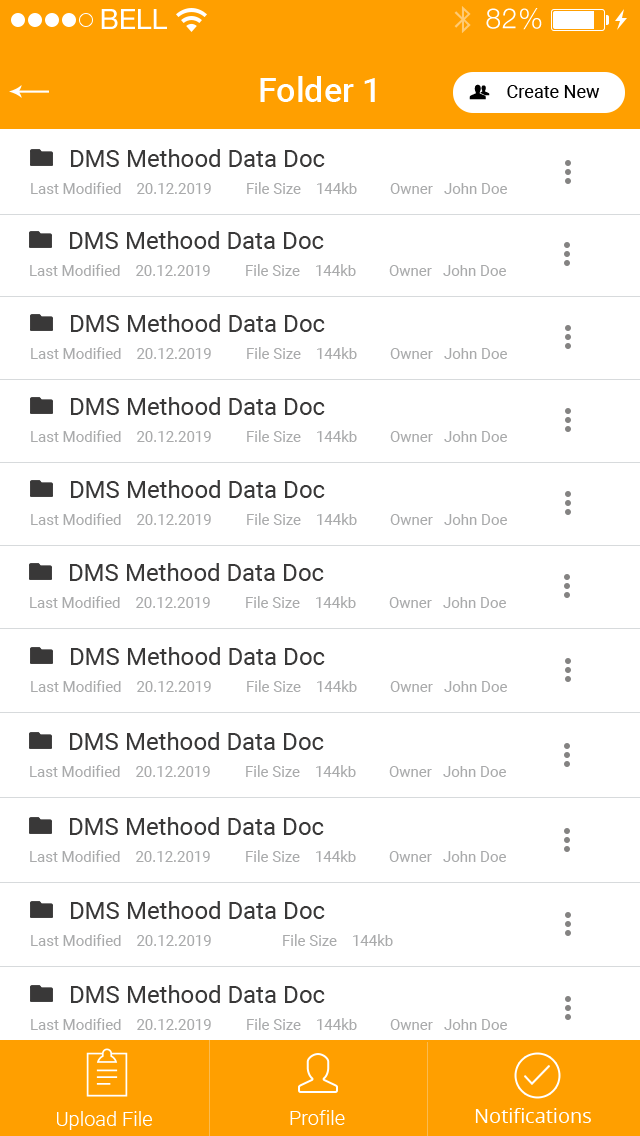 BELL 82%
Folder 1 Create New
DMS Methood Data Doc
Last Modified 20.12.2019 File Size 144kb Owner John Doe
DMS Methood Data Doc
Last Modified 20.12.2019 File Size 144kb Owner John Doe
DMS Methood Data Doc
Last Modified 20.12.2019 File Size 144kb Owner John Doe
DMS Methood Data Doc
Last Modified 20.12.2019 File Size 144kb Owner John Doe
DMS Methood Data Doc
Last Modified 20.12.2019 File Size 144kb Owner John Doe
DMS Methood Data Doc
Last Modified 20.12.2019 File Size 144kb Owner John Doe
DMS Methood Data Doc
Last Modified 20.12.2019 File Size 144kb Owner John Doe
DMS Methood Data Doc
Last Modified 20.12.2019 File Size 144kb Owner John Doe
DMS Methood Data Doc
Last Modified 20.12.2019 File Size 144kb Owner John Doe
DMS Methood Data Doc
Last Modified 20.12.2019 File Size 144kb
DMS Methood Data Doc
Last Modified 20.12.2019 File Size 144kb Owner John Doe
Upload File Profile Notifications